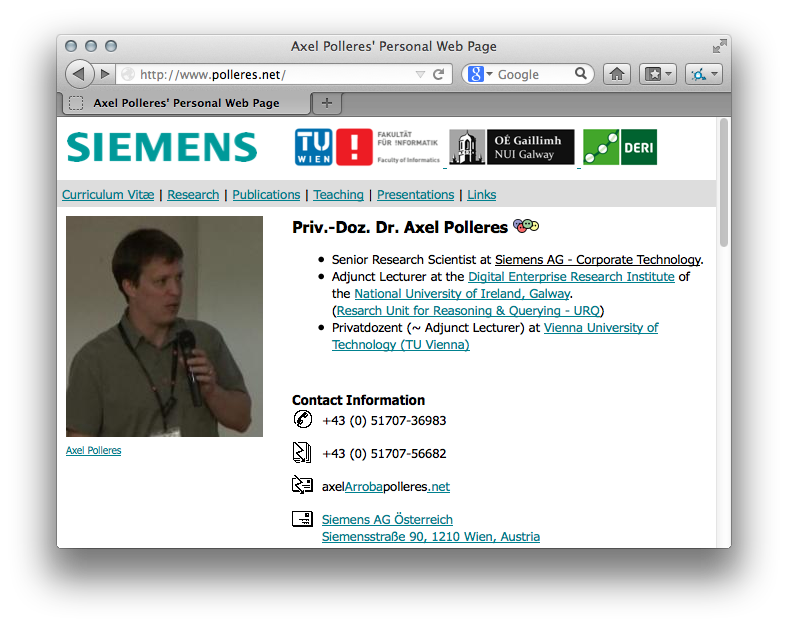 Axel Polleres' Personal Web Page
http://www.polleres.net/
Google
Axel Polleres' Personal Web Page
SIEMENS
TU
WIEN
FAKULTÄT
FÜR !NFORMATIK
Faculty of Informatics
OÉ Gaillimh
NUI Galway
DERI
Curriculum Vitæ | Research | Publications | Teaching | Presentations | Links
Priv.-Doz. Dr. Axel Polleres
• Senior Research Scientist at Siemens AG - Corporate Technology.
• Adjunct Lecturer at the Digital Enterprise Research Institute of
the National University of Ireland, Galway.
(Resarch Unit for Reasoning & Querying - URQ)
• Privatdozent (~ Adjunct Lecturer) at Vienna University of
Technology (TU Vienna)
Axel Polleres
Contact Information
+43 (0) 51707-36983
+43 (0) 51707-56682
axelArrobapolleres.net
Siemens AG Österreich
Siemensstraße 90, 1210 Wien, Austria